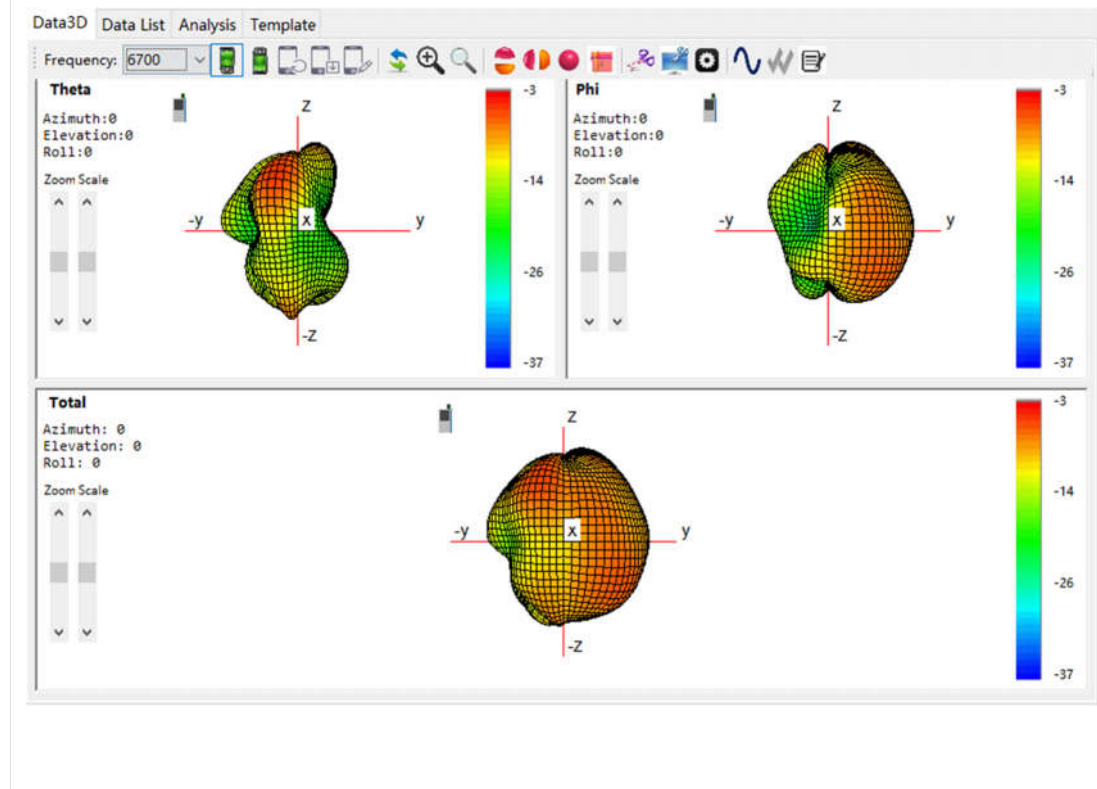 Data3D Data List Analysis Template
Frequency: 6700
Theta
Azimuth:0
Elevation:0
Roll:0
Zoom Scale
Z
-y
X
y
-Z
-3
-14
-26
-37
Phi
Azimuth:0
Elevation:0
Roll:0
Zoom Scale
Z
-y
X
y
-Z
-3
-14
-26
-37
Total
Azimuth: 0
Elevation: 0
Roll: 0
Zoom Scale
Z
-y
X
y
-Z
-3
-14
-26
-37